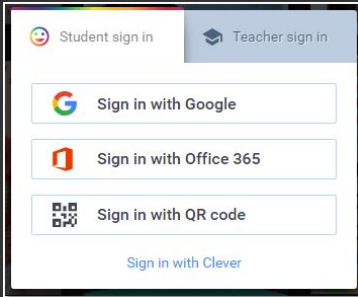 Student sign in
Teacher sign in
Sign in with Google
Sign in with Office 365
Sign in with QR code
Sign in with Clever